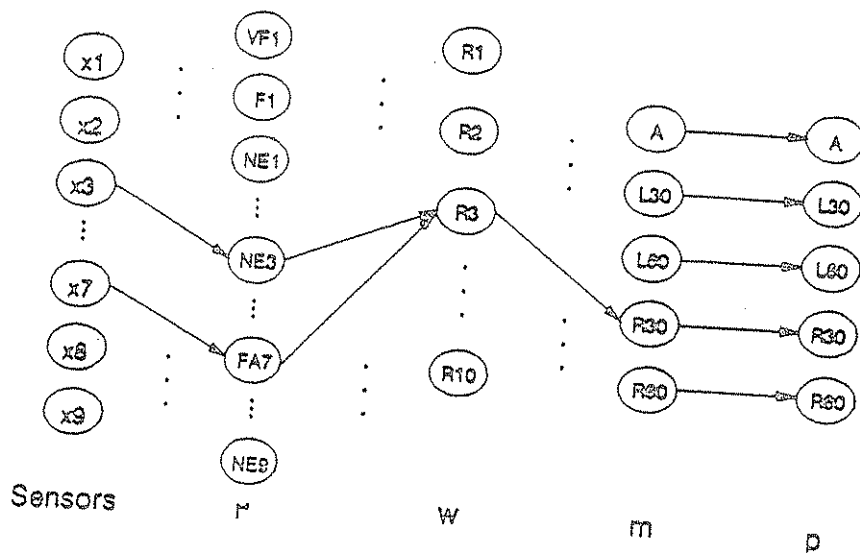 x1
x2
x3
x7
x8
x9
Sensors
VF1
F1
NE1
NE3
FA7
NE9
r
R1
R2
R3
R10
w
A
L30
L60
R30
R60
m
A
L30
L60
R30
R60
p